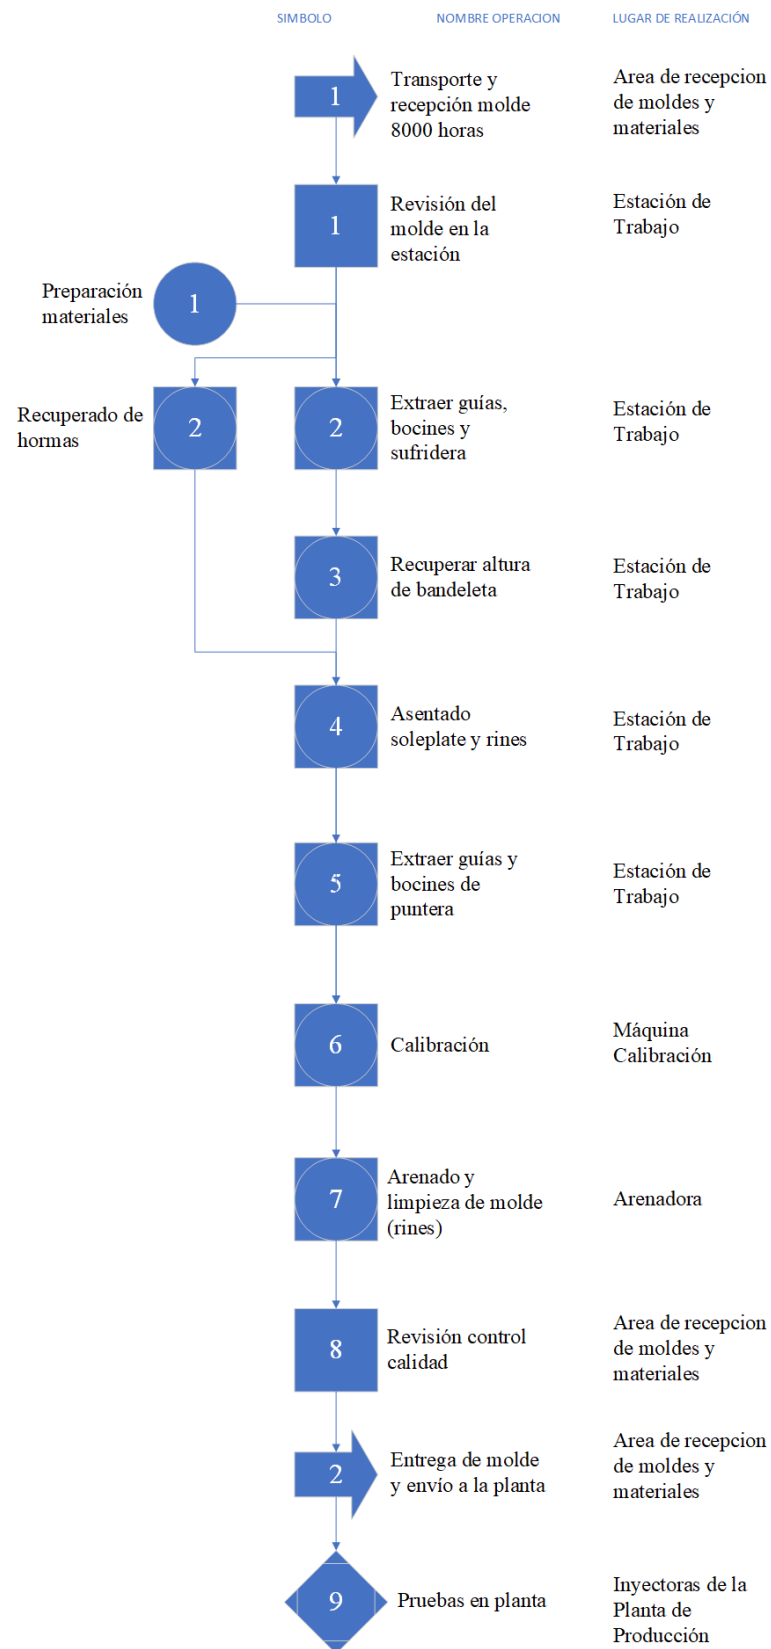 SIMBOLO
NOMBRE OPERACION
LUGAR DE REALIZACIÓN
1
Transporte y
recepción molde
8000 horas
Area de recepcion
de moldes y
materiales
1
Revisión del
molde en la
estación
Estación de
Trabajo
Preparación
materiales
1
Recuperado de
hormas
2
2
Extraer guías,
bocines y
sufridera
Estación de
Trabajo
3
Recuperar altura
de bandeleta
Estación de
Trabajo
4
Asentado
soleplate y rines
Estación de
Trabajo
5
Extraer guías y
bocines de
puntera
Estación de
Trabajo
6
Calibración
Máquina
Calibración
7
Arenado y
limpieza de molde
(rines)
Arenadora
8
Revisión control
calidad
Area de recepcion
de moldes y
materiales
2
Entrega de molde
y envío a la planta
Area de recepcion
de moldes y
materiales
9
Pruebas en planta
Inyectoras de la
Planta de
Producción